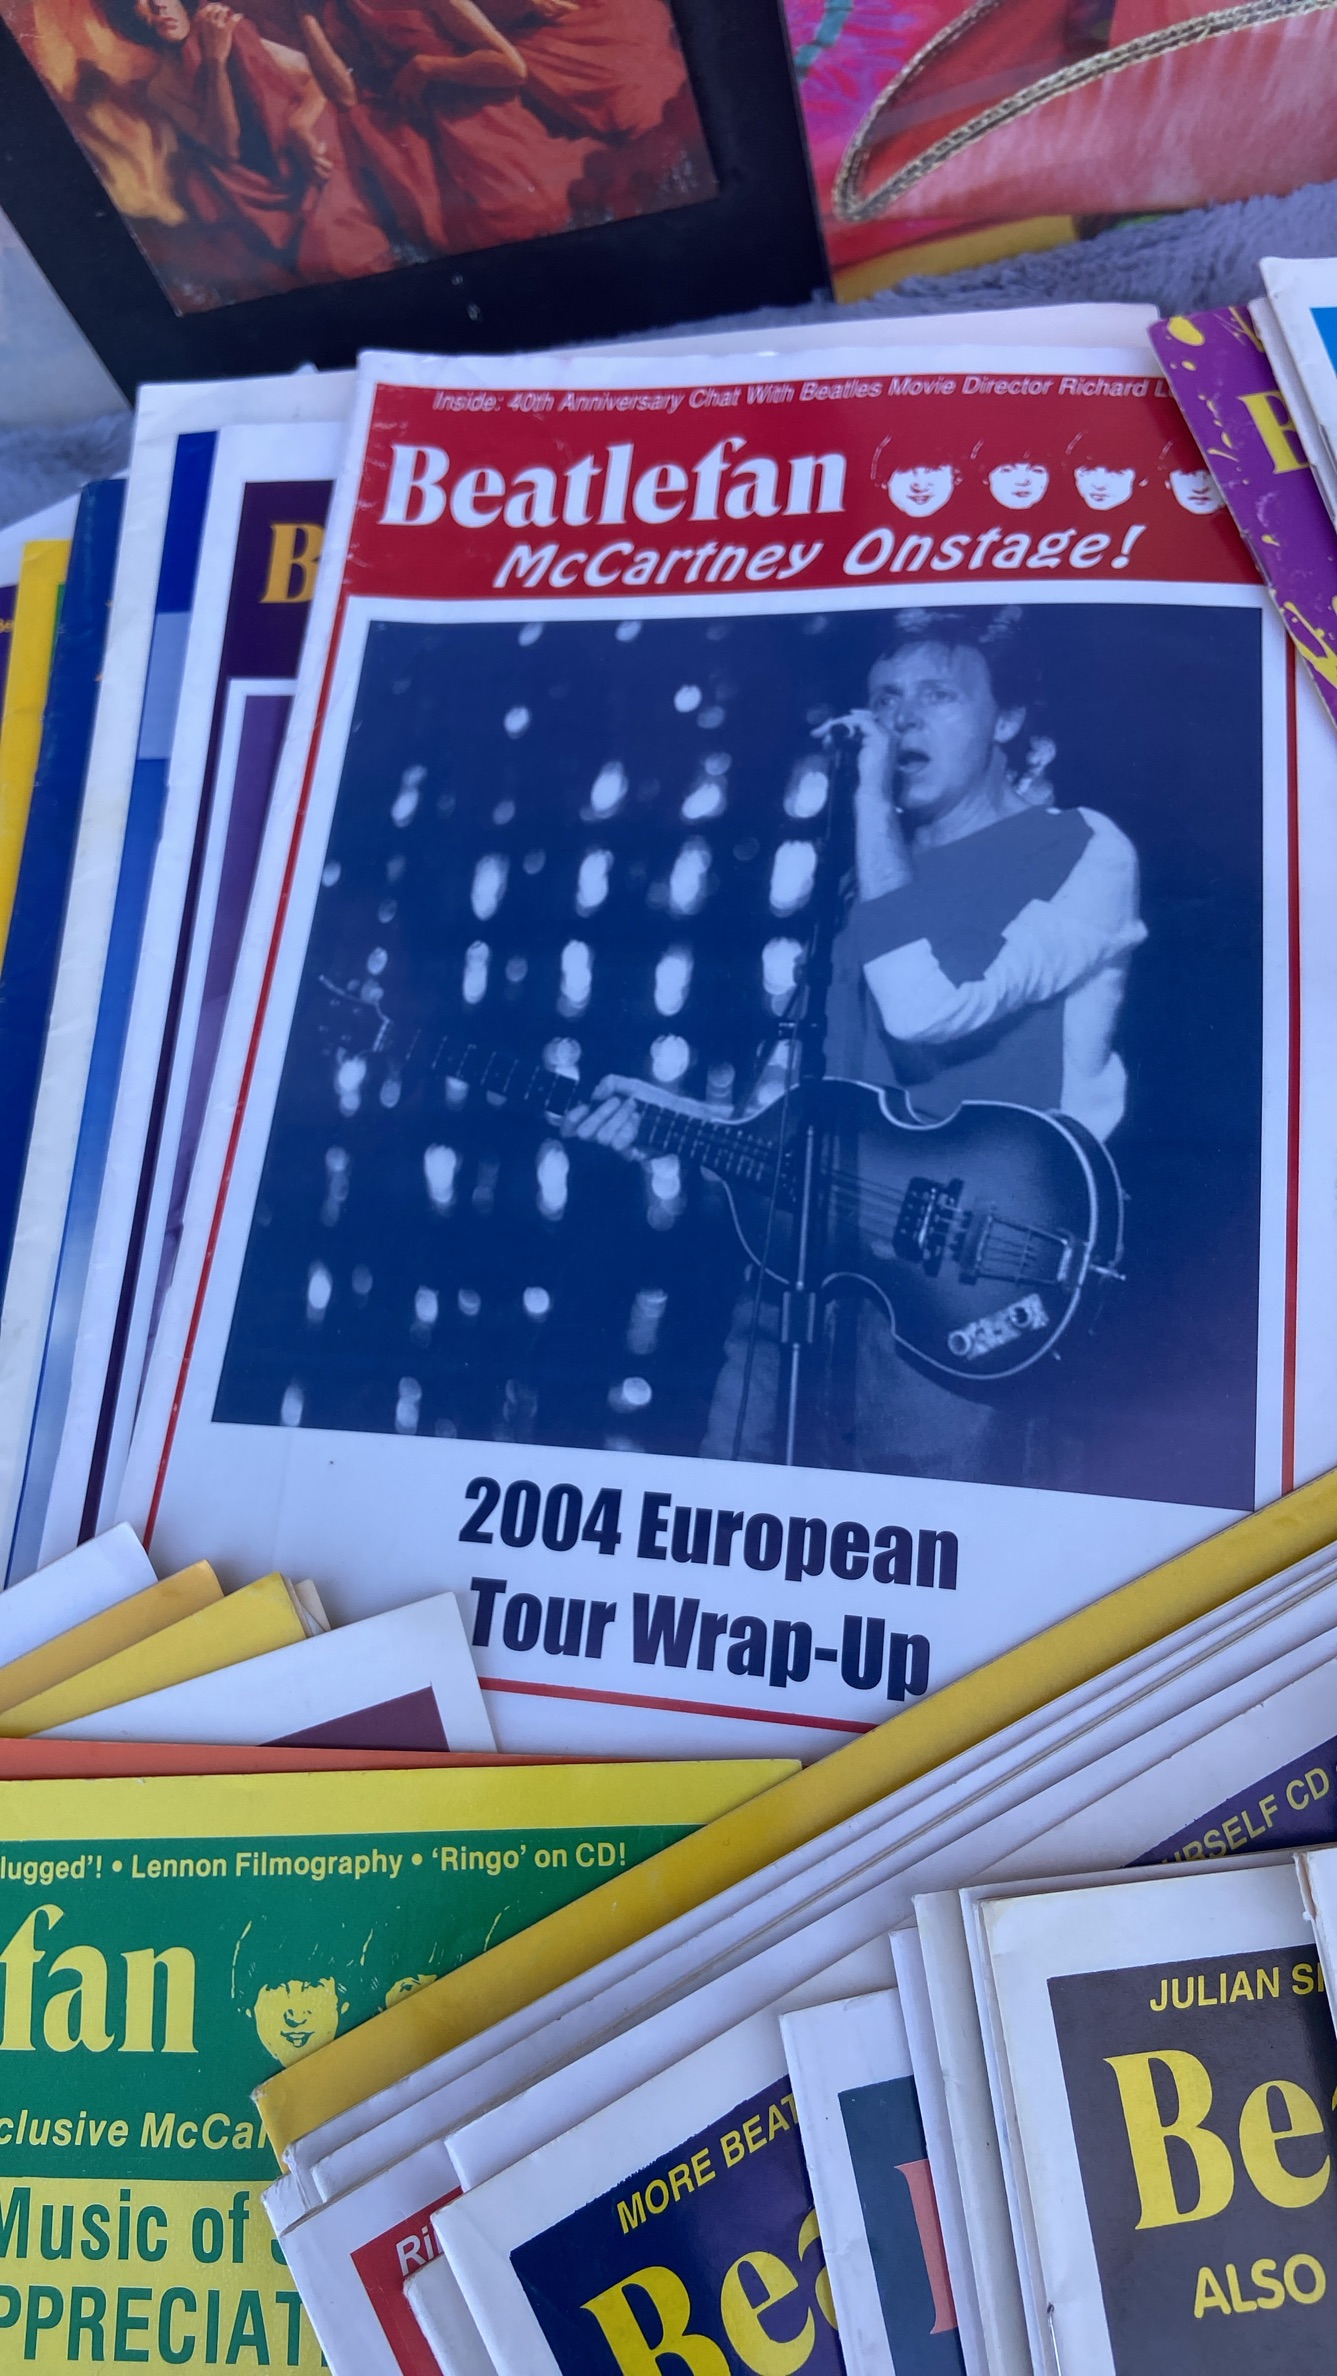 Inside: 40th Anniversary Chat With Beatles Movie Director Richard L
Beatlefan
McCartney Onstage!
B
2004 European
Tour Wrap-Up
lugged'! • Lennon Filmography • 'Ringo' on CD!
fan
clusive McCa
Music of
PPRECIAT
URSELF CD
MORE BEAT
Bea
JULIAN
Be
ALSO